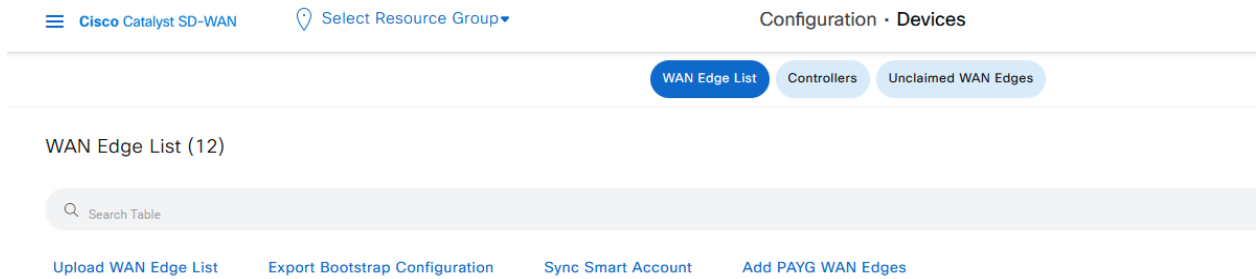 Cisco Catalyst SD-WAN Select Resource Group Configuration · Devices
WAN Edge List Controllers Unclaimed WAN Edges
WAN Edge List (12)
Search Table
Upload WAN Edge List Export Bootstrap Configuration Sync Smart Account Add PAYG WAN Edges